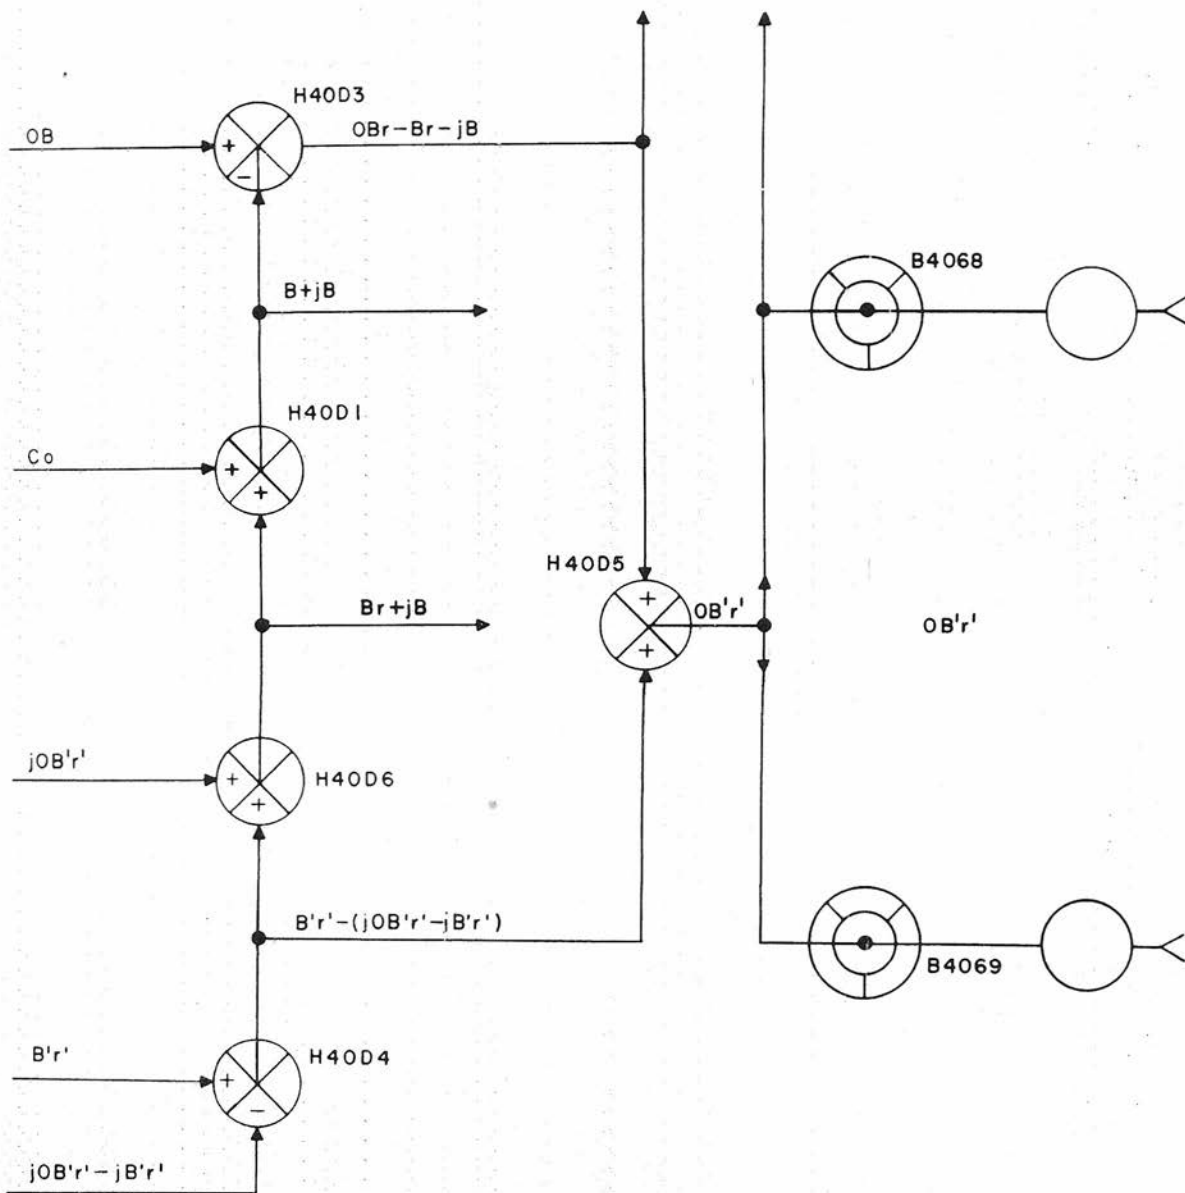 H40D3
OB
OBr-Br-jB
+
-
B+jB
B4068
H40D1
Co
+
+
H40D5
+
OB'r'
+
Br+jB
OB'r'
jOB'r'
+
+
H40D6
B'r'-(jOB'r'-jB'r')
B4069
B'r'
+
-
H40D4
jOB'r'-jB'r'